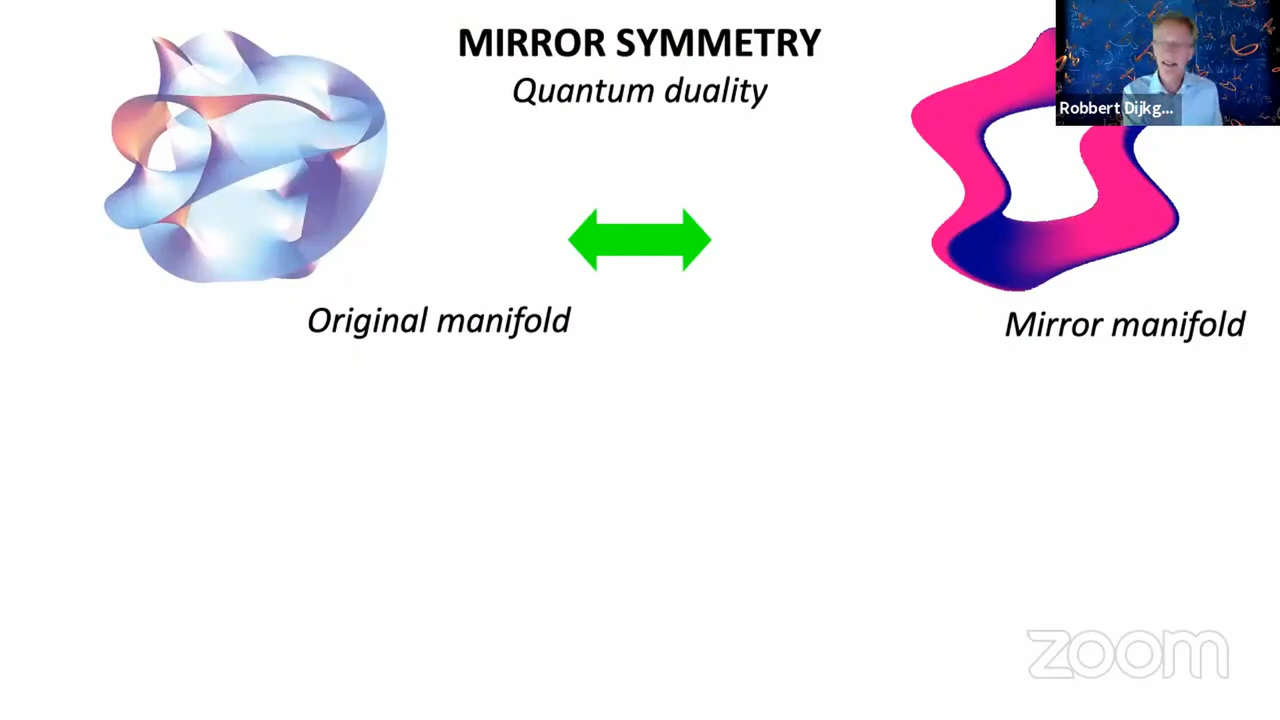 MIRROR SYMMETRY
Quantum duality
Robbert Dijkg...
Original manifold
Mirror manifold
zoom